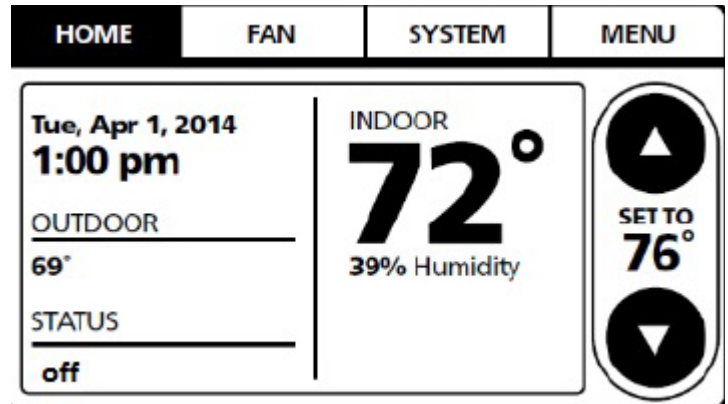 HOME FAN SYSTEM MENU
Tue, Apr 1, 2014
1:00 pm
OUTDOOR
69°
STATUS
off
INDOOR
72°
39% Humidity
SET TO
76°